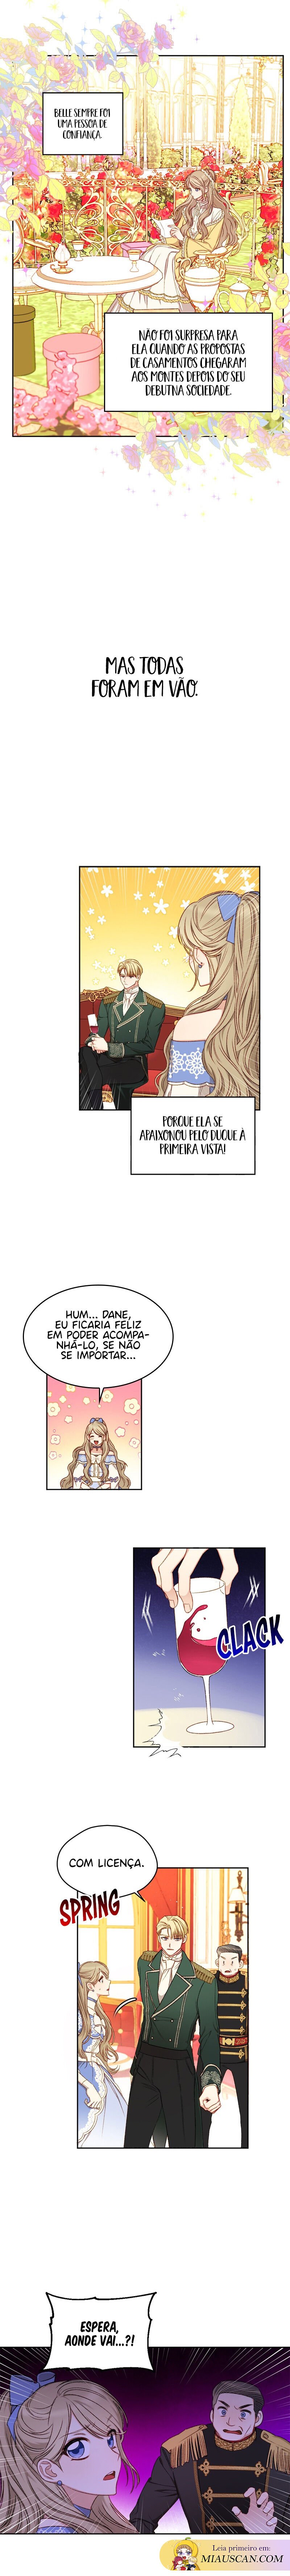 BELLE SEMPRE FOI
UMA PESSOA DE
CONFIANÇA.
NÃO FOI SURPRESA PARA
ELA QUANDO AS PROPOSTAS
DE CASAMENTOS CHEGARAM
AOS MONTES DEPOIS DO SEU
DEBUTNA SOCIEDADE.
MAS TODAS
FORAM EM VÃO.
PORQUE ELA SE
APAIXONOU PELO DUQUE À
PRIMEIRA VISTA!
HUM... DANE,
EU FICARIA FELIZ
EM PODER ACOMPA-
NHÁ-LO, SE NÃO
SE IMPORTAR...
CLACK
COM LICENÇA.
SPRING
ESPERA,
AONDE VAI...?!
Leia primeiro em:
MIAUSCAN.COM